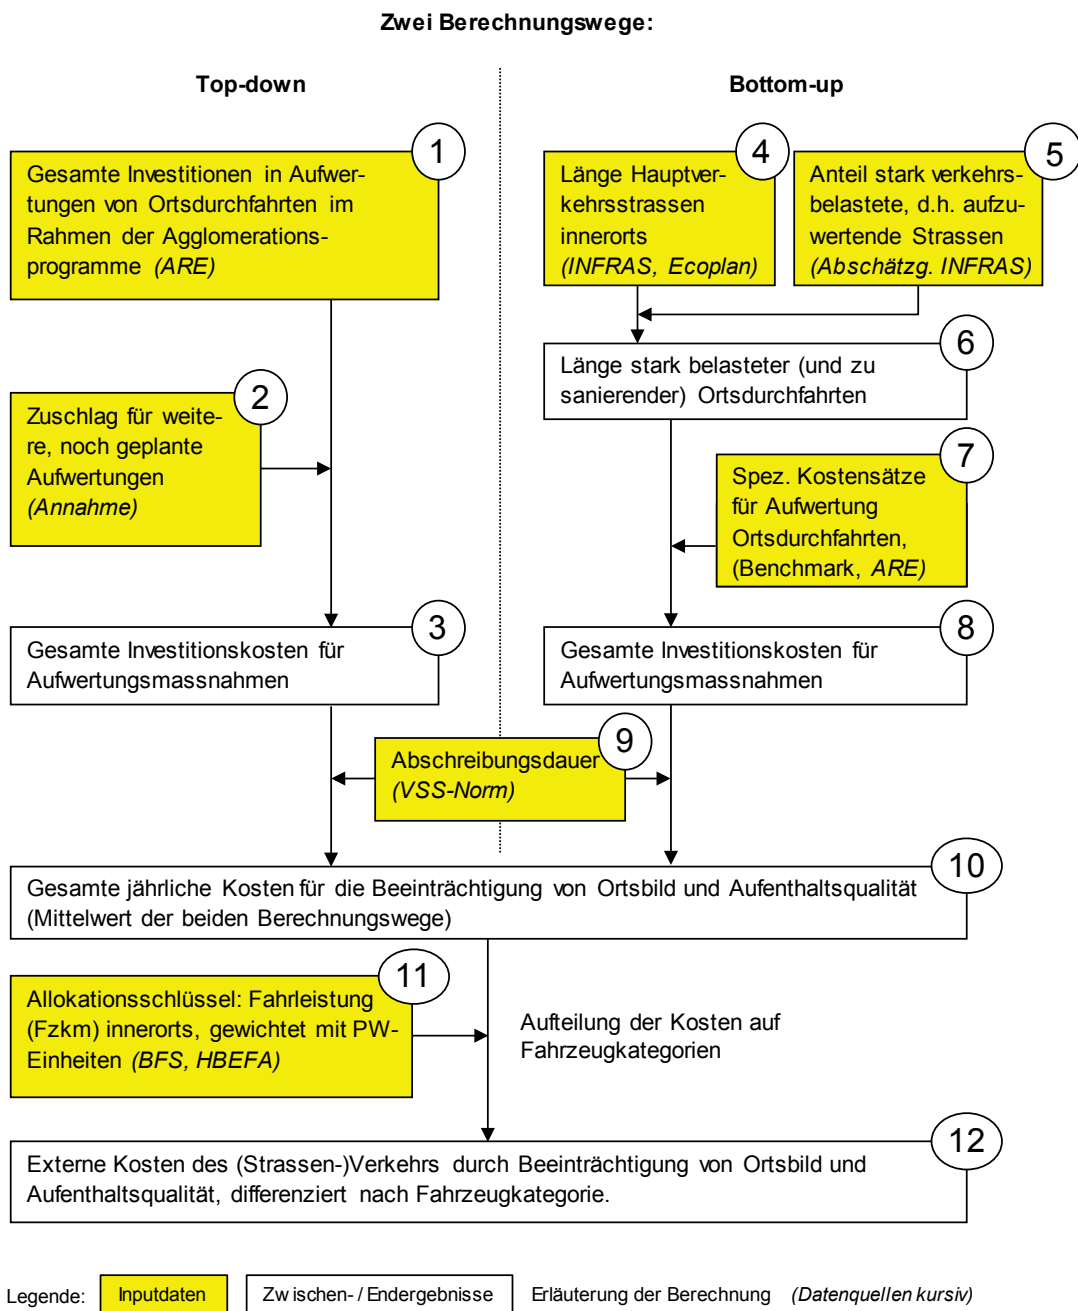 Zwei Berechnungswege:
Top-down
Bottom-up
1
Gesamte Investitionen in Aufwer-
tungen von Ortsdurchfahrten im
Rahmen der Agglomerations-
programme (ARE)
4
Länge Hauptver-
kehrsstrassen
innerorts
(INFRAS, Ecoplan)
5
Anteil stark verkehrs-
belastete, d.h. aufzu-
wertende Strassen
(Abschätzg. INFRAS)
6
Länge stark belasteter (und zu
sanierender) Ortsdurchfahrten
2
Zuschlag für weite-
re, noch geplante
Aufwertungen
(Annahme)
7
Spez. Kostensätze
für Aufwertung
Ortsdurchfahrten,
(Benchmark, ARE)
3
Gesamte Investitionskosten für
Aufwertungsmassnahmen
8
Gesamte Investitionskosten für
Aufwertungsmassnahmen
9
Abschreibungsdauer
(VSS-Norm)
10
Gesamte jährliche Kosten für die Beeinträchtigung von Ortsbild und Aufenthaltsqualität
(Mittelwert der beiden Berechnungswege)
11
Allokationsschlüssel: Fahrleistung
(Fzkm) innerorts, gewichtet mit PW-
Einheiten (BFS, HBEFA)
Aufteilung der Kosten auf
Fahrzeugkategorien
12
Externe Kosten des (Strassen-)Verkehrs durch Beeinträchtigung von Ortsbild und
Aufenthaltsqualität, differenziert nach Fahrzeugkategorie.
Legende: Inputdaten Zwischen- / Endergebnisse Erläuterung der Berechnung (Datenquellen kursiv)